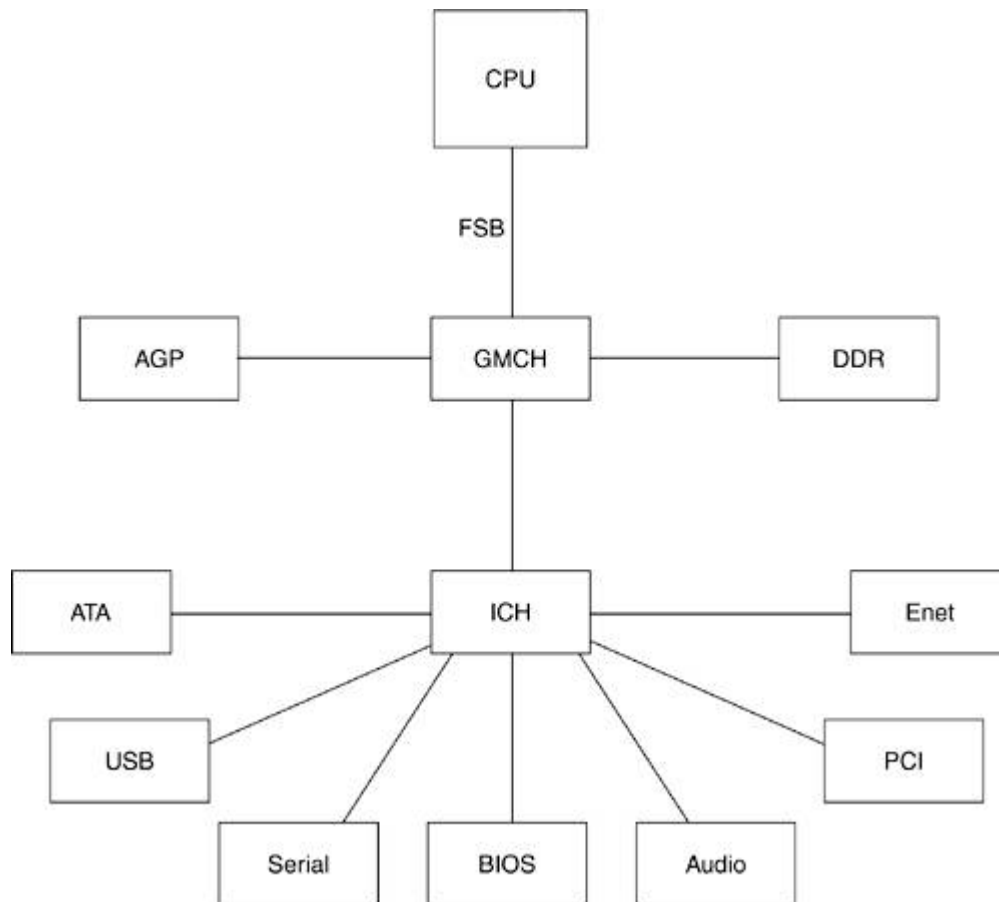 CPU
FSB
AGP
GMCH
DDR
ATA
ICH
Enet
USB
PCI
Serial
BIOS
Audio